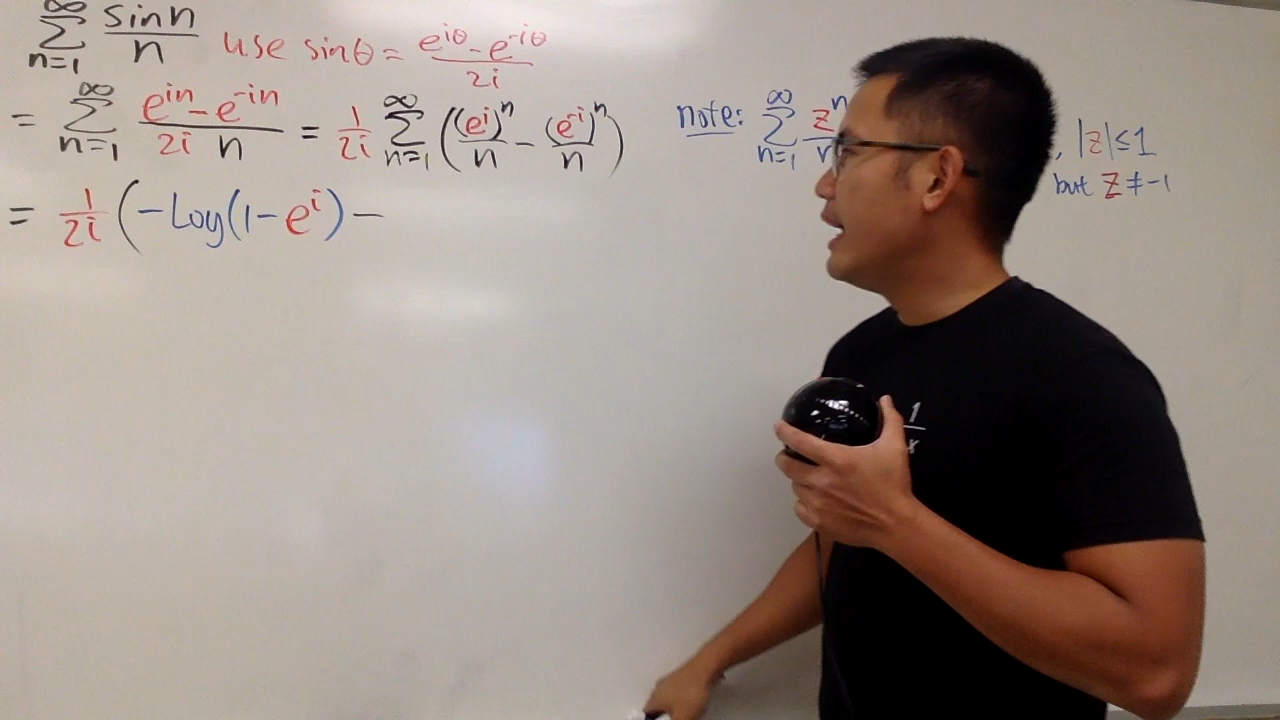 ∞∑n=1 sin n / n use sinθ = (e^{iθ} - e^{-iθ}) / 2i
= ∞∑n=1 (e^{in} - e^{-in}) / (2i n) = 1/2i ∞∑n=1 ((e^i)^n / n - (e^{-i})^n / n)
note: ∞∑n=1 z^n / n , |z| ≤ 1
but z ≠ -1
= 1/2i (-Log(1 - e^i) -
1/x